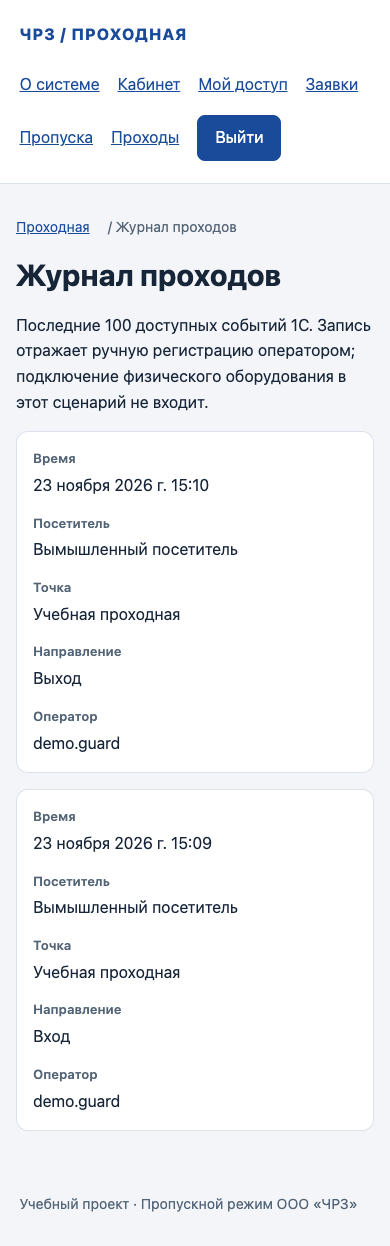 ЧРЗ / ПРОХОДНАЯ
О системе Кабинет Мой доступ Заявки
Пропуска Проходы Выйти
Проходная / Журнал проходов
Журнал проходов
Последние 100 доступных событий 1С. Запись
отражает ручную регистрацию оператором;
подключение физического оборудования в
этот сценарий не входит.
Время
23 ноября 2026 г. 15:10
Посетитель
Вымышленный посетитель
Точка
Учебная проходная
Направление
Выход
Оператор
demo.guard
Время
23 ноября 2026 г. 15:09
Посетитель
Вымышленный посетитель
Точка
Учебная проходная
Направление
Вход
Оператор
demo.guard
Учебный проект · Пропускной режим ООО «ЧРЗ»